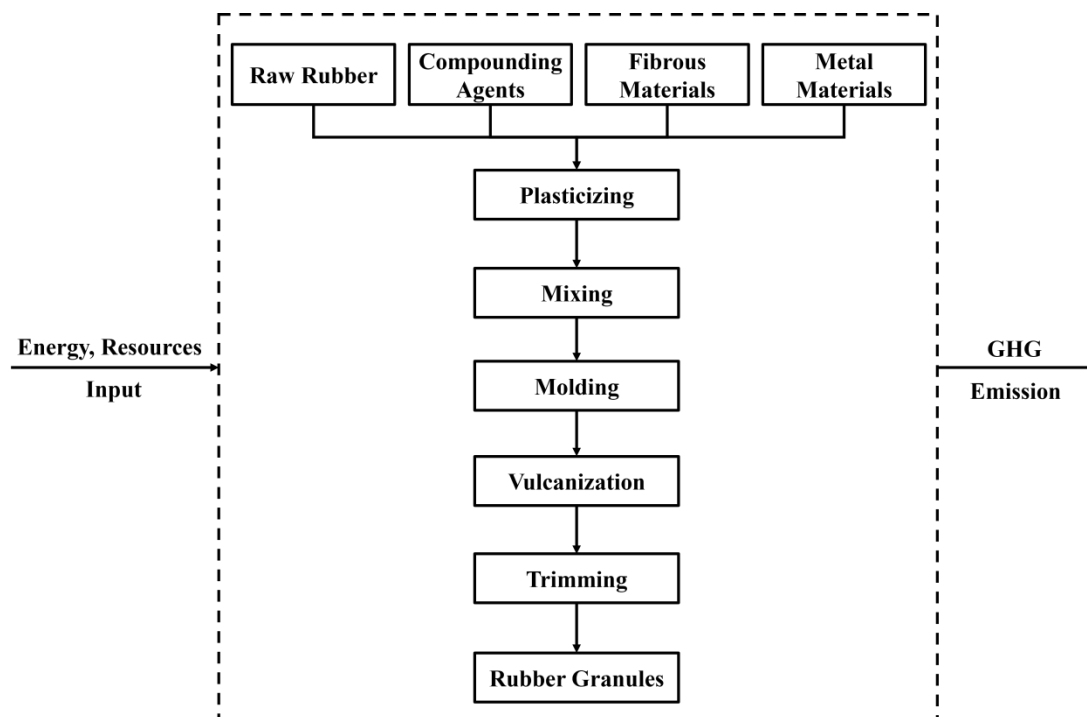 Raw Rubber
Compounding
Agents
Fibrous
Materials
Metal
Materials
Plasticizing
Mixing
Energy, Resources
Input
Molding
GHG
Emission
Vulcanization
Trimming
Rubber Granules